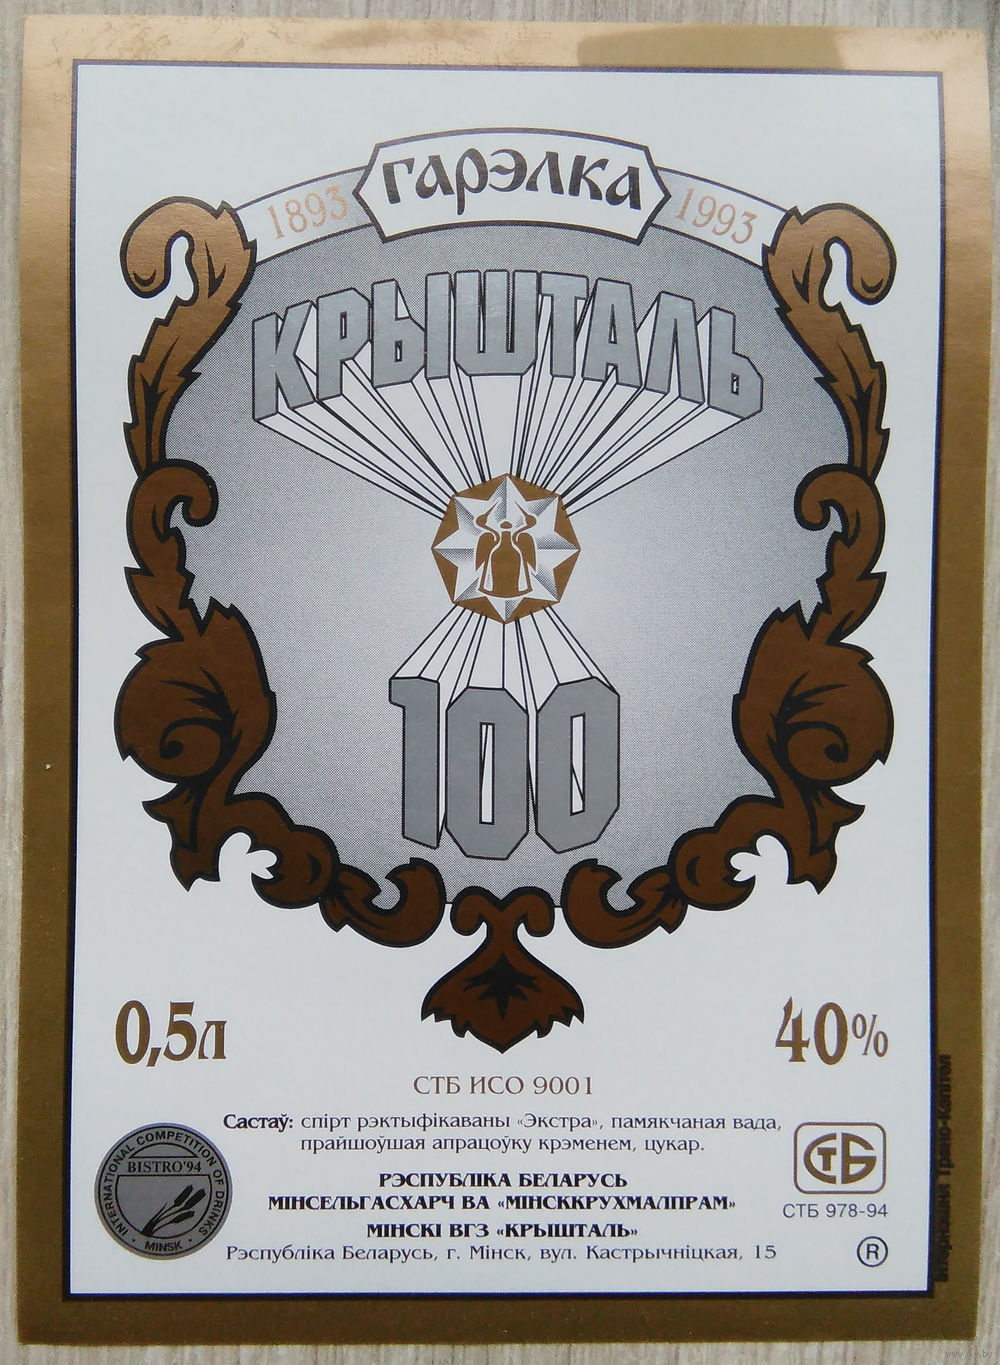 1893 ГАРЭЛКА 1993
КРЫШТАЛЬ
100
0,5л
40%
СТБ ИСО 9001
Састаў: спірт рэктыфікаваны «Экстра», памякчаная вада,
прайшоўшая апрацоўку крэменем, цукар.
INTERNATIONAL COMPETITION OF DRINKS
BISTRO'94
MINSK
РЭСПУБЛІКА БЕЛАРУСЬ
МІНСЕЛЬГАСХАРЧ ВА «МІНСККРУХМАЛПРАМ»
МІНСКІ ВГЗ «КРЫШТАЛЬ»
Рэспубліка Беларусь, г. Мінск, вул. Кастрычніцкая, 15
СТБ
СТБ 978-94
®